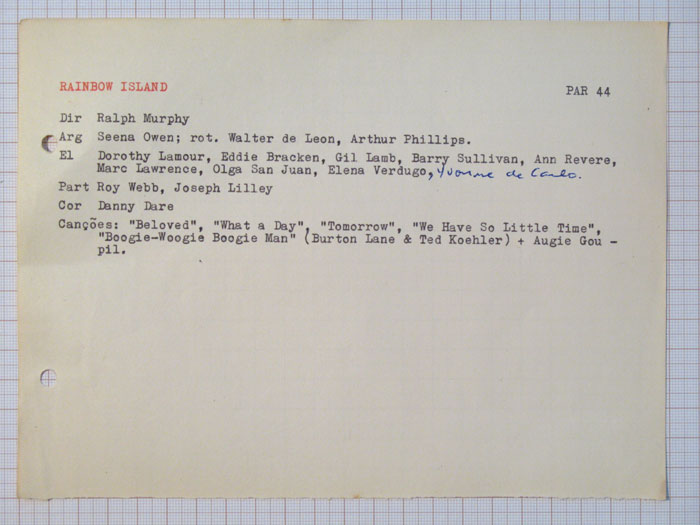 RAINBOW ISLAND
PAR 44
Dir Ralph Murphy
Arg Seena Owen; rot. Walter de Leon, Arthur Phillips.
El Dorothy Lamour, Eddie Bracken, Gil Lamb, Barry Sullivan, Ann Revere,
Marc Lawrence, Olga San Juan, Elena Verdugo, Yvonne de Carlo.
Part Roy Webb, Joseph Lilley
Cor Danny Dare
Canções: "Beloved", "What a Day", "Tomorrow", "We Have So Little Time",
"Boogie-Woogie Boogie Man" (Burton Lane & Ted Koehler) + Augie Gou -
pil.